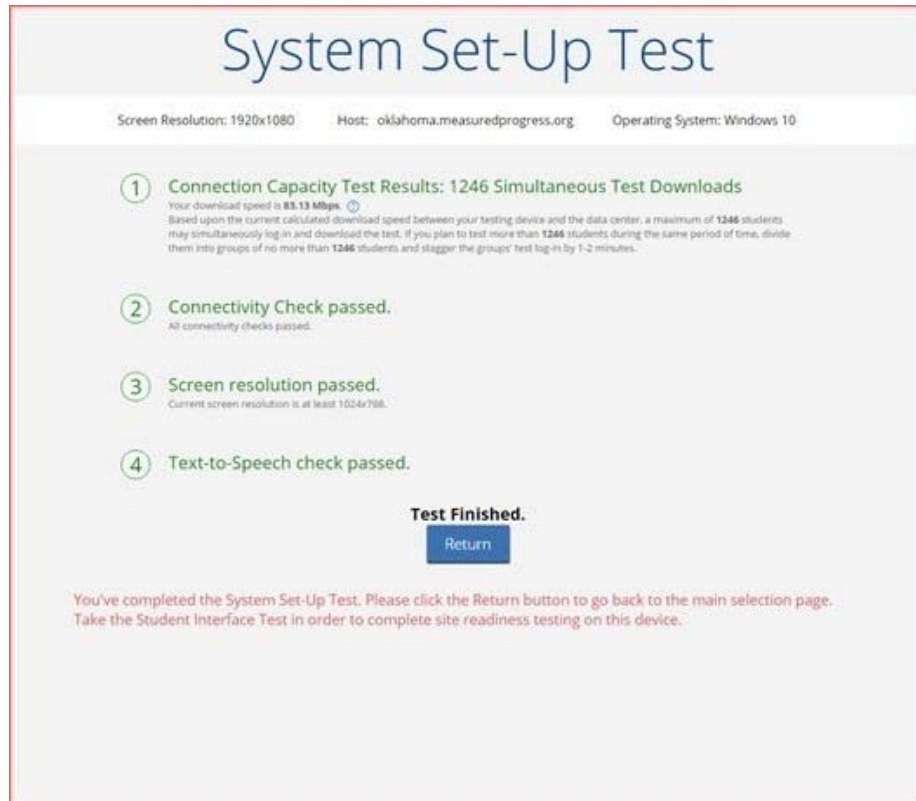 System Set-Up Test
Screen Resolution: 1920x1080 Host: oklahoma.measuredprogress.org Operating System: Windows 10
1 Connection Capacity Test Results: 1246 Simultaneous Test Downloads
Your download speed is 83.13 Mbps. ?
Based upon the current calculated download speed between your testing device and the data center, a maximum of 1246 students
may simultaneously log-in and download the test. If you plan to test more than 1246 students during the same period of time, divide
them into groups of no more than 1246 students and stagger the groups' test log-in by 1-2 minutes.
2 Connectivity Check passed.
All connectivity checks passed.
3 Screen resolution passed.
Current screen resolution is at least 1024x768.
4 Text-to-Speech check passed.
Test Finished.
Return
You've completed the System Set-Up Test. Please click the Return button to go back to the main selection page.
Take the Student Interface Test in order to complete site readiness testing on this device.